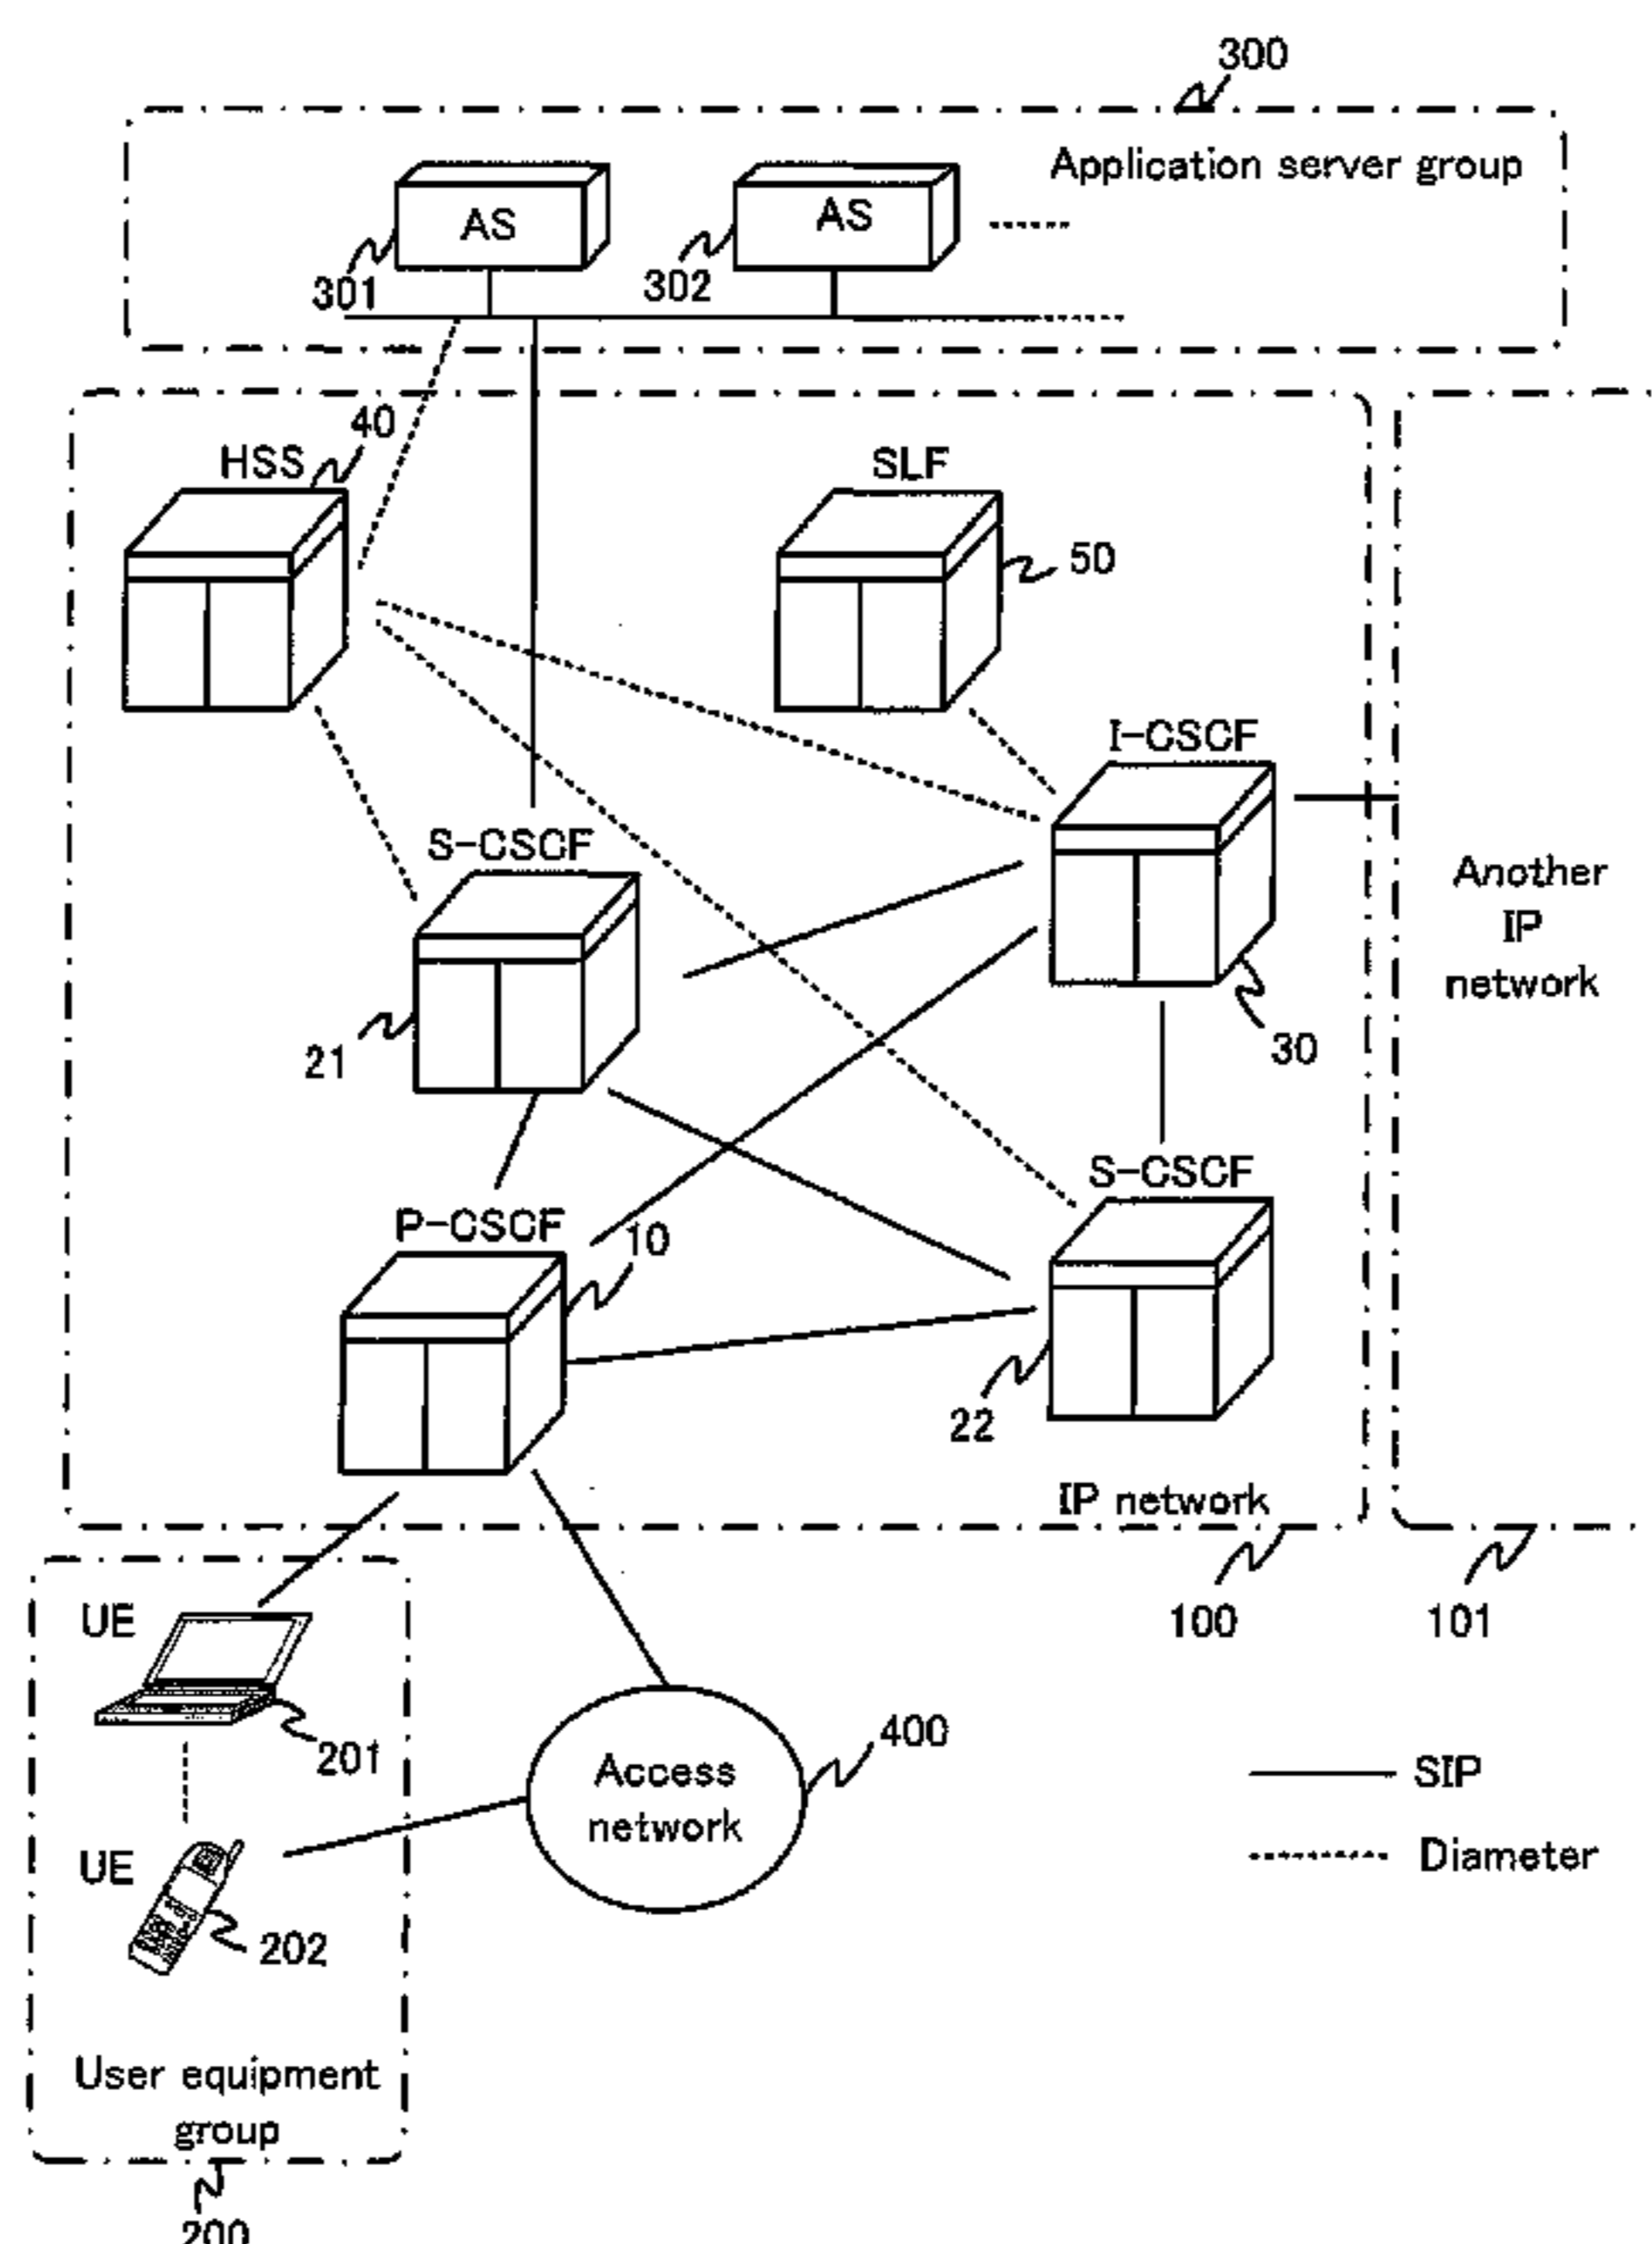 300
Application server group
AS
AS
301
302
40
HSS
SLF
50
I-CSCF
S-CSCF
Another
IP
network
21
30
S-CSCF
P-CSCF
10
22
IP network
100
101
UE
201
400
Access
network
SIP
UE
Diameter
202
User equipment
group
200